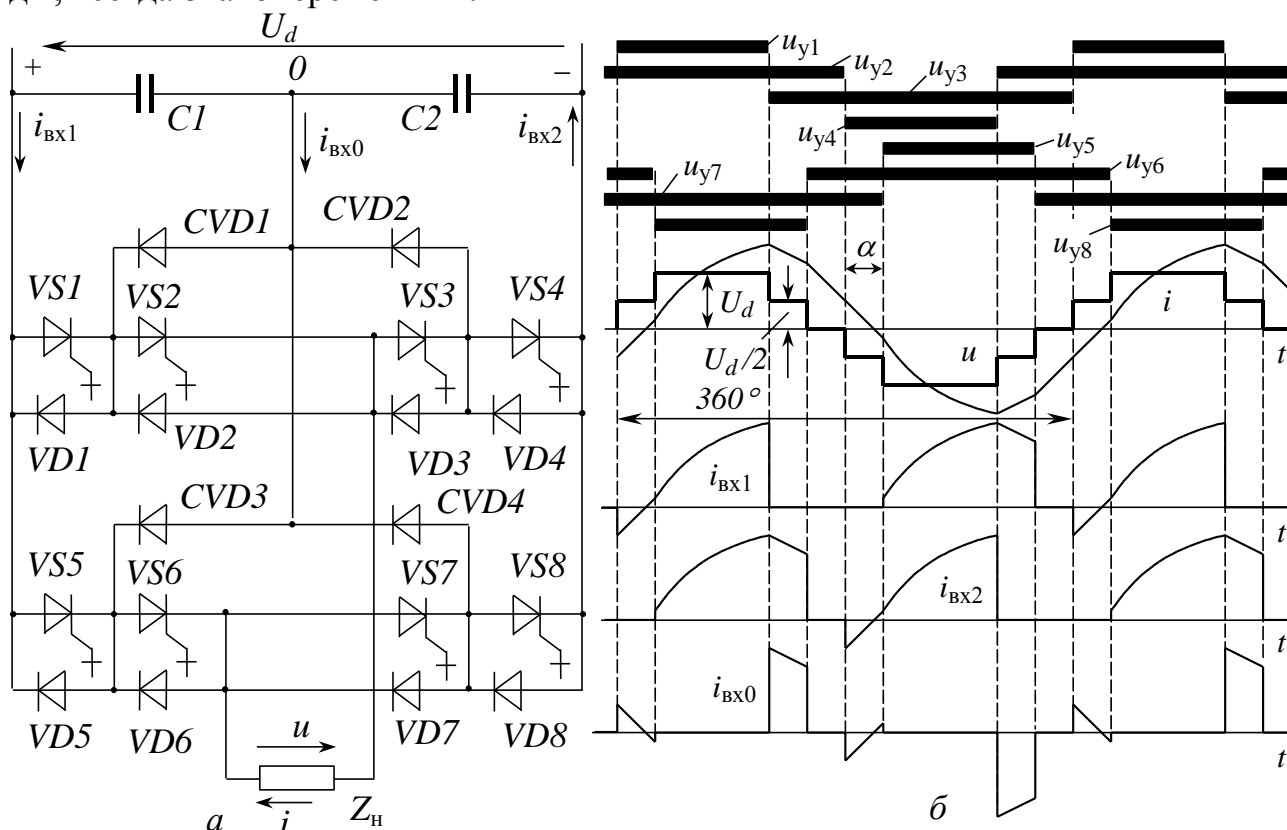 U_d
+ 0 –
C1 C2
i_вх1 i_вх0 i_вх2
CVD1 CVD2
VS1 VS2 VS3 VS4
VD1 VD2 VD3 VD4
CVD3 CVD4
VS5 VS6 VS7 VS8
VD5 VD6 VD7 VD8
u
i
Z_н
а
u_у1
u_у2
u_у3
u_у4
u_у5
u_у6
u_у7
u_у8
α
U_d
i
U_d/2
u
t
360°
i_вх1
t
i_вх2
t
i_вх0
t
б